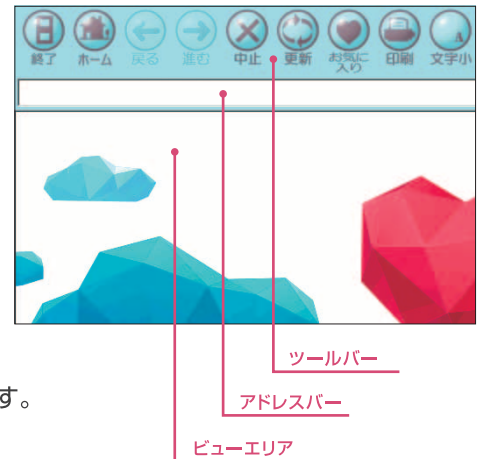 終了 ホーム 戻る 進む 中止 更新 お気に入り 印刷 文字小
ツールバー
す。
アドレスバー
ビューエリア